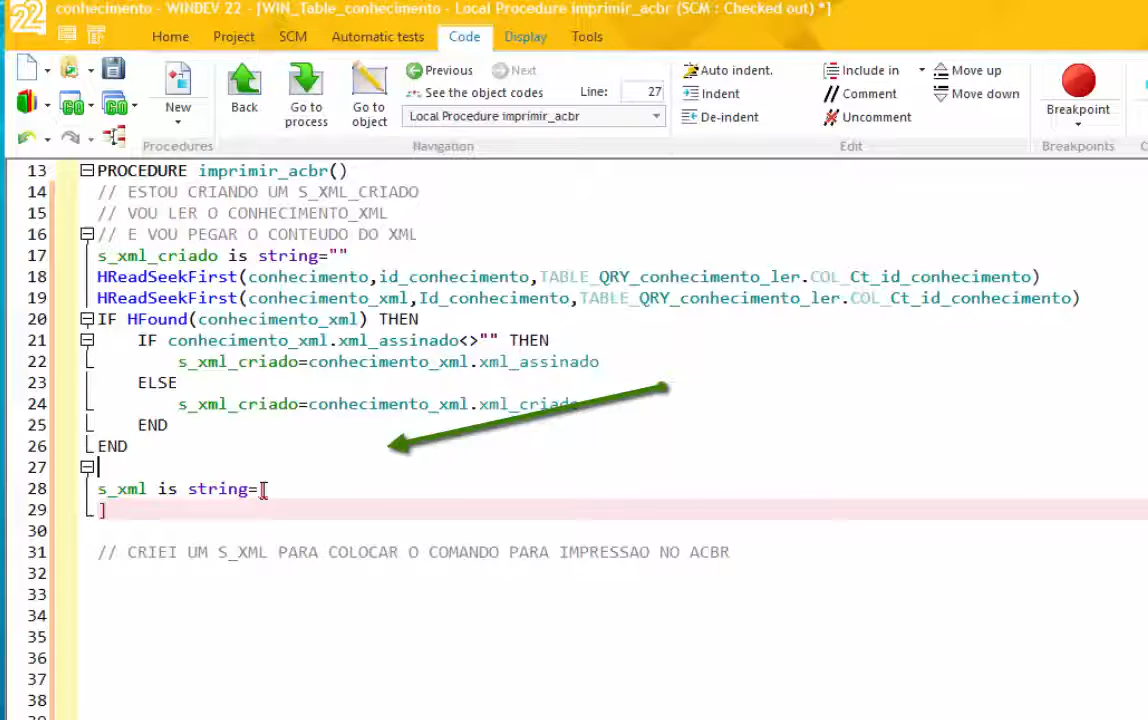 22
conhecimento - WINDEV 22 - [WIN_Table_conhecimento - Local Procedure imprimir_acbr (SCM : Checked out) *]
Home Project SCM Automatic tests Code Display Tools
New
Back
Go to process
Go to object
Previous Next
See the object codes Line: 27
Local Procedure imprimir_acbr
Auto indent.
Indent
De-indent
Include in
// Comment
Uncomment
Move up
Move down
Breakpoint
Procedures Navigation Edit Breakpoints
13 PROCEDURE imprimir_acbr()
14 // ESTOU CRIANDO UM S_XML_CRIADO
15 // VOU LER O CONHECIMENTO_XML
16 // E VOU PEGAR O CONTEUDO DO XML
17 s_xml_criado is string=""
18 HReadSeekFirst(conhecimento,id_conhecimento,TABLE_QRY_conhecimento_ler.COL_Ct_id_conhecimento)
19 HReadSeekFirst(conhecimento_xml,Id_conhecimento,TABLE_QRY_conhecimento_ler.COL_Ct_id_conhecimento)
20 IF HFound(conhecimento_xml) THEN
21 IF conhecimento_xml.xml_assinado<>"" THEN
22 s_xml_criado=conhecimento_xml.xml_assinado
23 ELSE
24 s_xml_criado=conhecimento_xml.xml_criado
25 END
26 END
27
28 s_xml is string=[
29 ]
30
31 // CRIEI UM S_XML PARA COLOCAR O COMANDO PARA IMPRESSAO NO ACBR
32
33
34
35
36
37
38